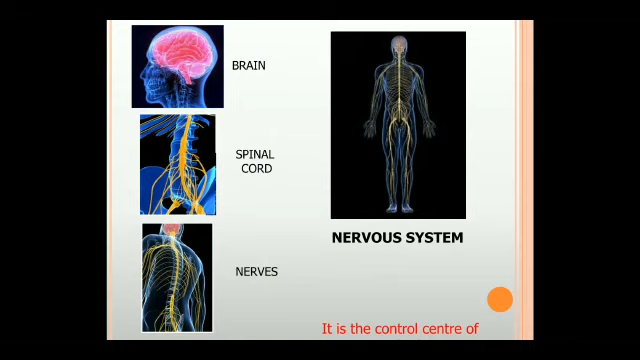 BRAIN
SPINAL
CORD
NERVES
NERVOUS SYSTEM
It is the control centre of